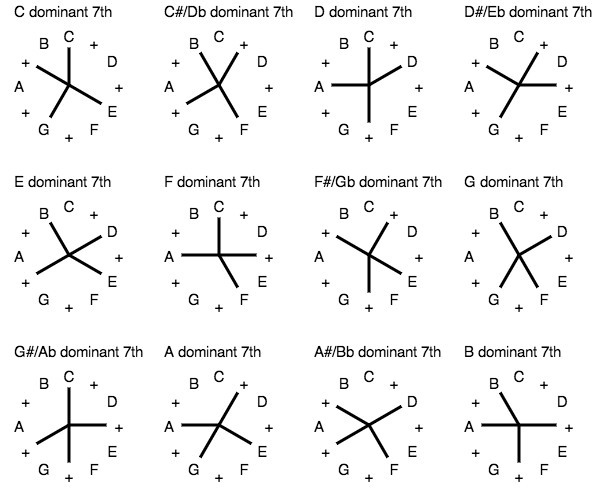 C dominant 7th
B C +
+ D
A +
+ E
G + F
C#/Db dominant 7th
B C +
+ D
A +
+ E
G + F
D dominant 7th
B C +
+ D
A +
+ E
G + F
D#/Eb dominant 7th
B C +
+ D
A +
+ E
G + F
E dominant 7th
B C +
+ D
A +
+ E
G + F
F dominant 7th
B C +
+ D
A +
+ E
G + F
F#/Gb dominant 7th
B C +
+ D
A +
+ E
G + F
G dominant 7th
B C +
+ D
A +
+ E
G + F
G#/Ab dominant 7th
B C +
+ D
A +
+ E
G + F
A dominant 7th
B C +
+ D
A +
+ E
G + F
A#/Bb dominant 7th
B C +
+ D
A +
+ E
G + F
B dominant 7th
B C +
+ D
A +
+ E
G + F